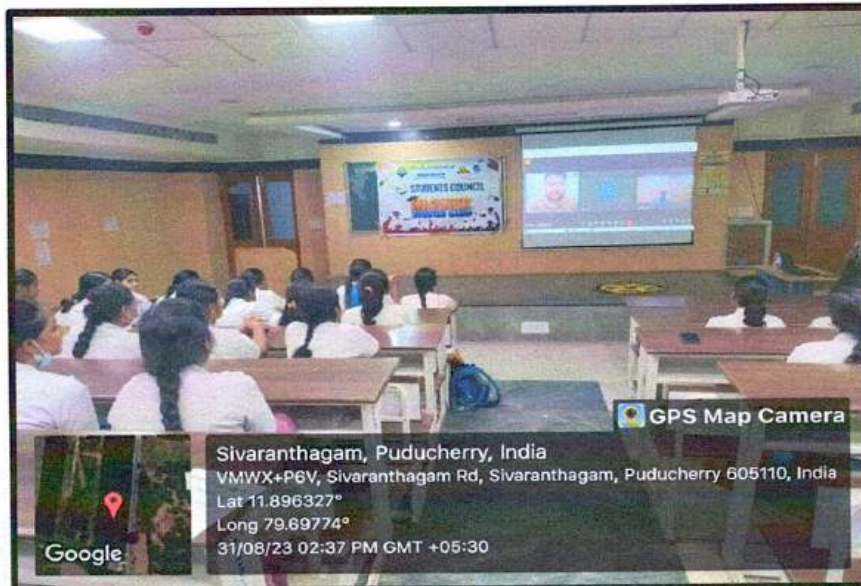 STUDENTS COUNCIL
GPS Map Camera
Sivaranthagam, Puducherry, India
VMWX+P6V, Sivaranthagam Rd, Sivaranthagam, Puducherry 605110, India
Lat 11.896327°
Long 79.69774°
31/08/23 02:37 PM GMT +05:30
Google